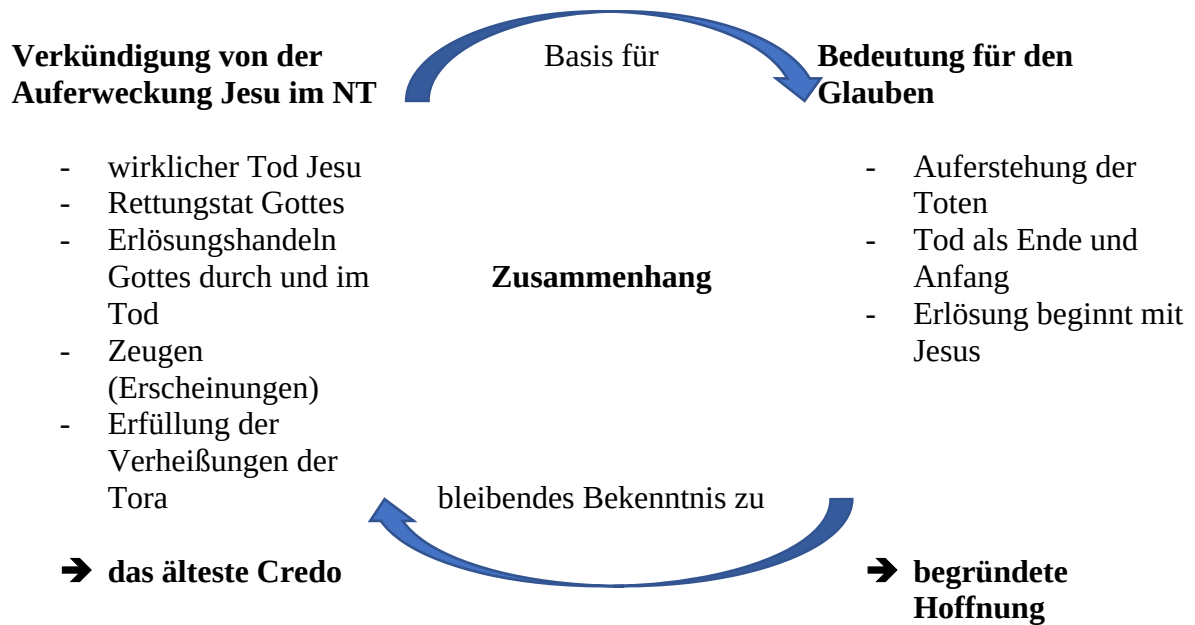 Verkündigung von der
Auferweckung Jesu im NT
- wirklicher Tod Jesu
- Rettungstat Gottes
- Erlösungshandeln
Gottes durch und im
Tod
- Zeugen
(Erscheinungen)
- Erfüllung der
Verheißungen der
Tora
➔ das älteste Credo
Basis für
Zusammenhang
bleibendes Bekenntnis zu
Bedeutung für den
Glauben
- Auferstehung der
Toten
- Tod als Ende und
Anfang
- Erlösung beginnt mit
Jesus
➔ begründete
Hoffnung